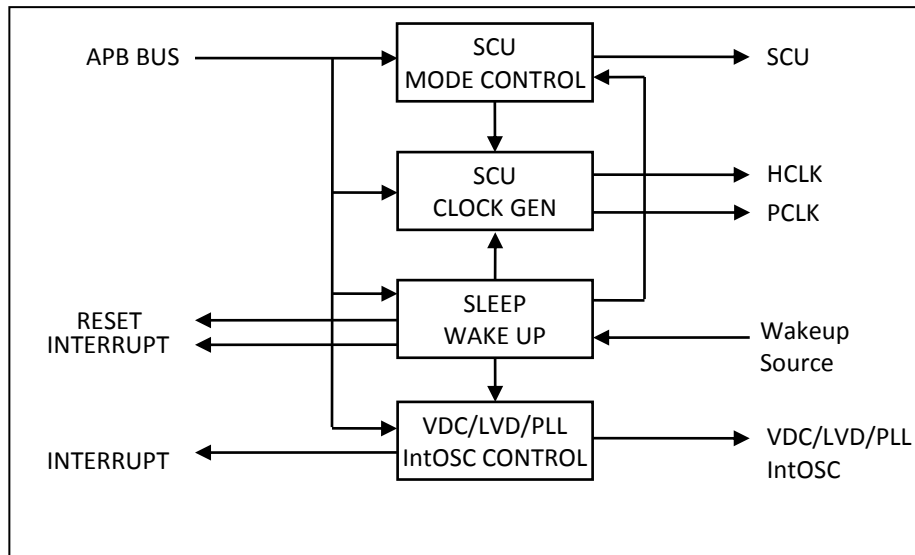 APB BUS
SCU
MODE CONTROL
SCU
SCU
CLOCK GEN
HCLK
PCLK
RESET
INTERRUPT
SLEEP
WAKE UP
Wakeup
Source
INTERRUPT
VDC/LVD/PLL
IntOSC CONTROL
VDC/LVD/PLL
IntOSC